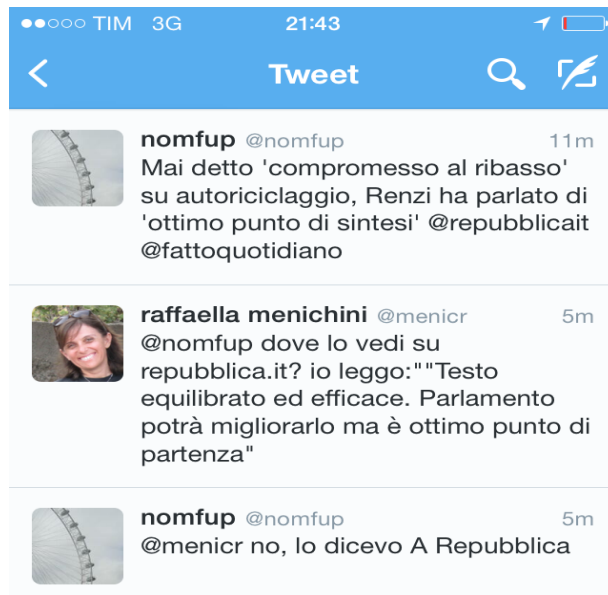 TIM 3G 21:43
Tweet
nomfup @nomfup 11m
Mai detto 'compromesso al ribasso'
su autoriciclaggio, Renzi ha parlato di
'ottimo punto di sintesi' @repubblicait
@fattoquotidiano
raffaella menichini @menicr 5m
@nomfup dove lo vedi su
repubblica.it? io leggo:""Testo
equilibrato ed efficace. Parlamento
potrà migliorarlo ma è ottimo punto di
partenza"
nomfup @nomfup 5m
@menicr no, lo dicevo A Repubblica